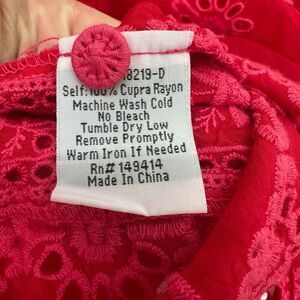 8219-D
Self:100% Cupra Rayon
Machine Wash Cold
No Bleach
Tumble Dry Low
Remove Promptly
Warm Iron If Needed
Rn# 149414
Made In China